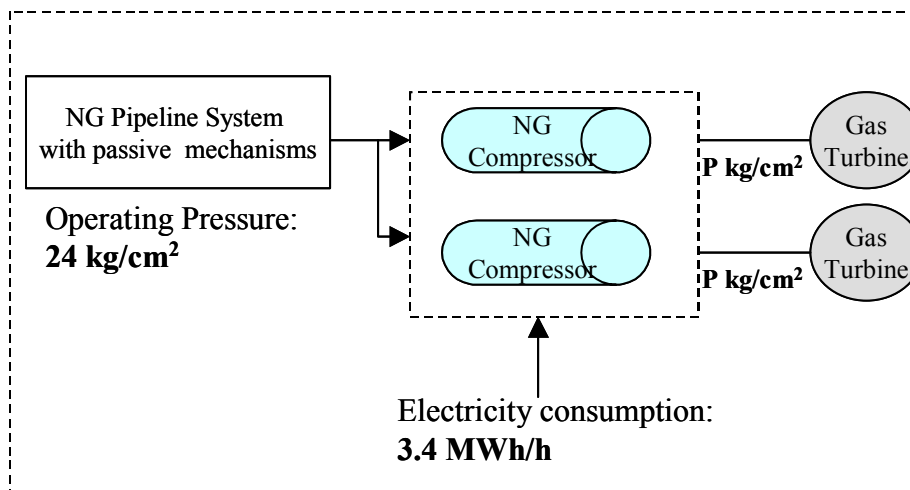 NG Pipeline System
with passive mechanisms
Operating Pressure:
24 kg/cm²
NG
Compressor
NG
Compressor
P kg/cm²
P kg/cm²
Gas
Turbine
Gas
Turbine
Electricity consumption:
3.4 MWh/h